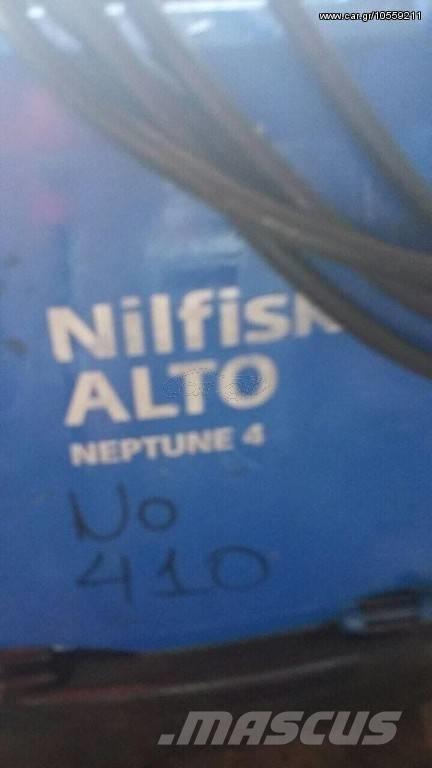 www.car.gr/10559211
Nilfisk
ALTO
NEPTUNE 4
No
410
MASCUS